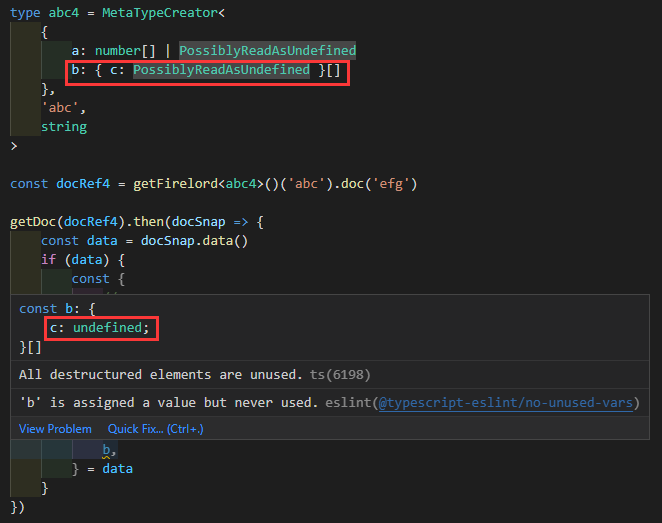 type abc4 = MetaTypeCreator<
    {
        a: number[] | PossiblyReadAsUndefined
        b: { c: PossiblyReadAsUndefined }[]
    },
    'abc',
    string
>
const docRef4 = getFirelord<abc4>()('abc').doc('efg')
getDoc(docRef4).then(docSnap => {
    const data = docSnap.data()
    if (data) {
        const {
const b: {
    c: undefined;
}[]
All destructured elements are unused. ts(6198)
'b' is assigned a value but never used. eslint(@typescript-eslint/no-unused-vars)
View Problem Quick Fix... (Ctrl+.)
            b,
        } = data
    }
})